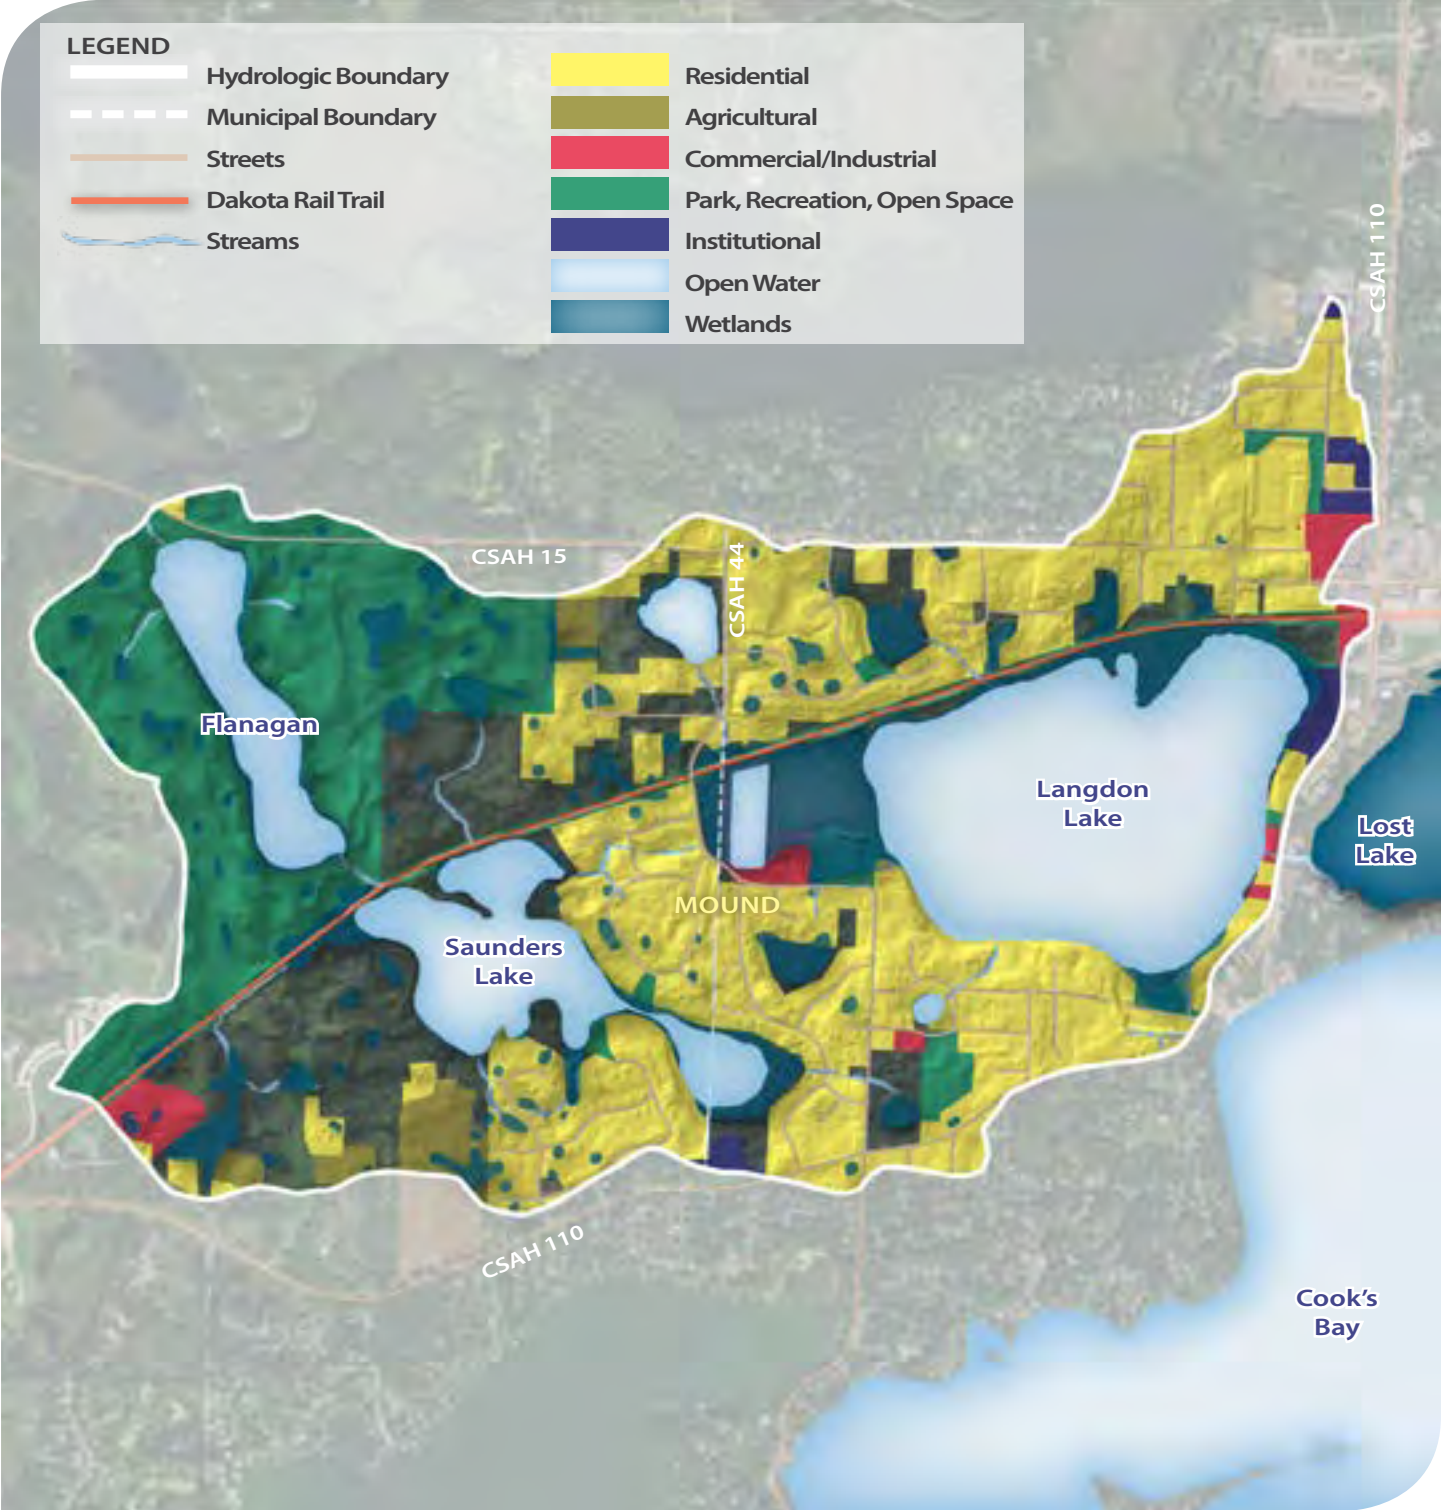 LEGEND
Hydrologic Boundary
Municipal Boundary
Streets
Dakota Rail Trail
Streams
Residential
Agricultural
Commercial/Industrial
Park, Recreation, Open Space
Institutional
Open Water
Wetlands
CSAH 110
CSAH 15
CSAH 44
Flanagan
Langdon
Lake
Lost
Lake
MOUND
Saunders
Lake
CSAH 110
Cook's
Bay